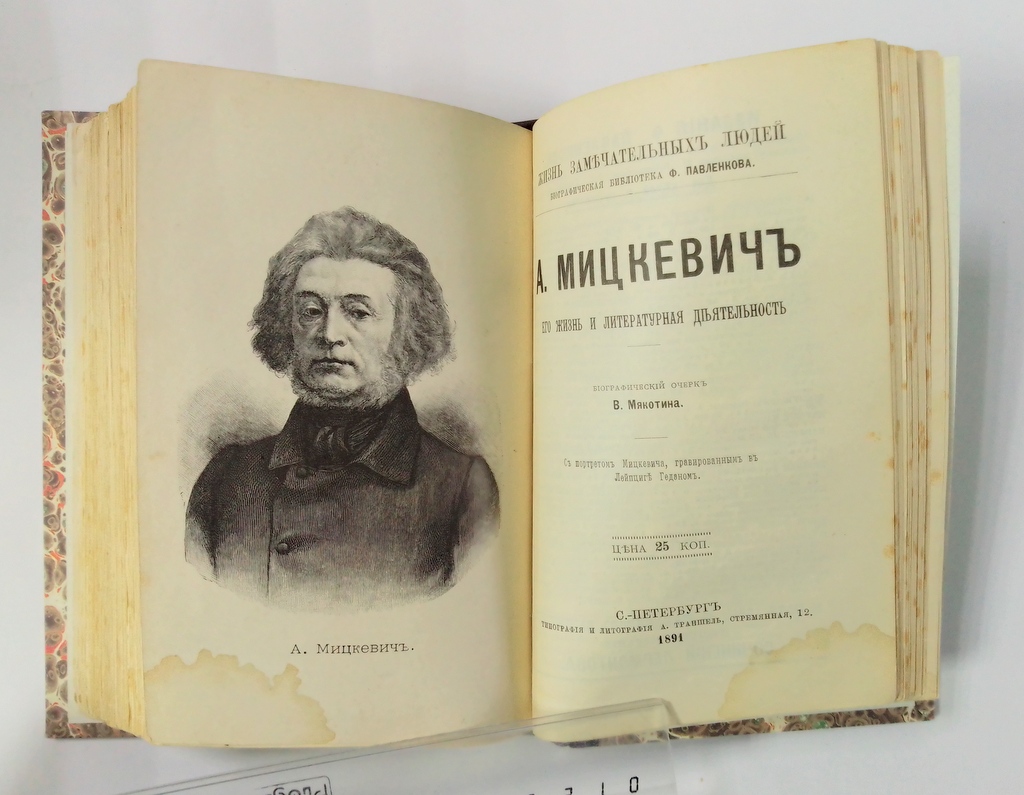 А. Мицкевичъ.
ЖИЗНЬ ЗАМѢЧАТЕЛЬНЫХЪ ЛЮДЕЙ
БІОГРАФИЧЕСКАЯ БИБЛІОТЕКА Ф. ПАВЛЕНКОВА.
А. МИЦКЕВИЧЪ
ЕГО ЖИЗНЬ И ЛИТЕРАТУРНАЯ ДѢЯТЕЛЬНОСТЬ
БІОГРАФИЧЕСКІЙ ОЧЕРКЪ
В. Мякотина.
Съ портретомъ Мицкевича, гравированнымъ въ
Лейпцигѣ Геданомъ.
ЦѢНА 25 КОП.
С.-ПЕТЕРБУРГЪ
ТИПОГРАФІЯ И ЛИТОГРАФІЯ А. ТРАНШЕЛЬ, СТРЕМЯННАЯ, 12.
1891